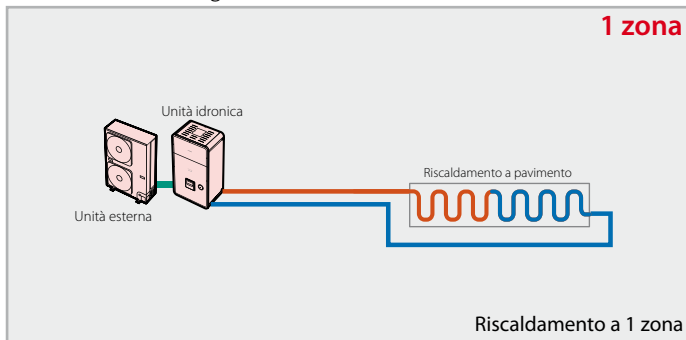 1 zona
Unità idronica
Riscaldamento a pavimento
Unità esterna
Riscaldamento a 1 zona